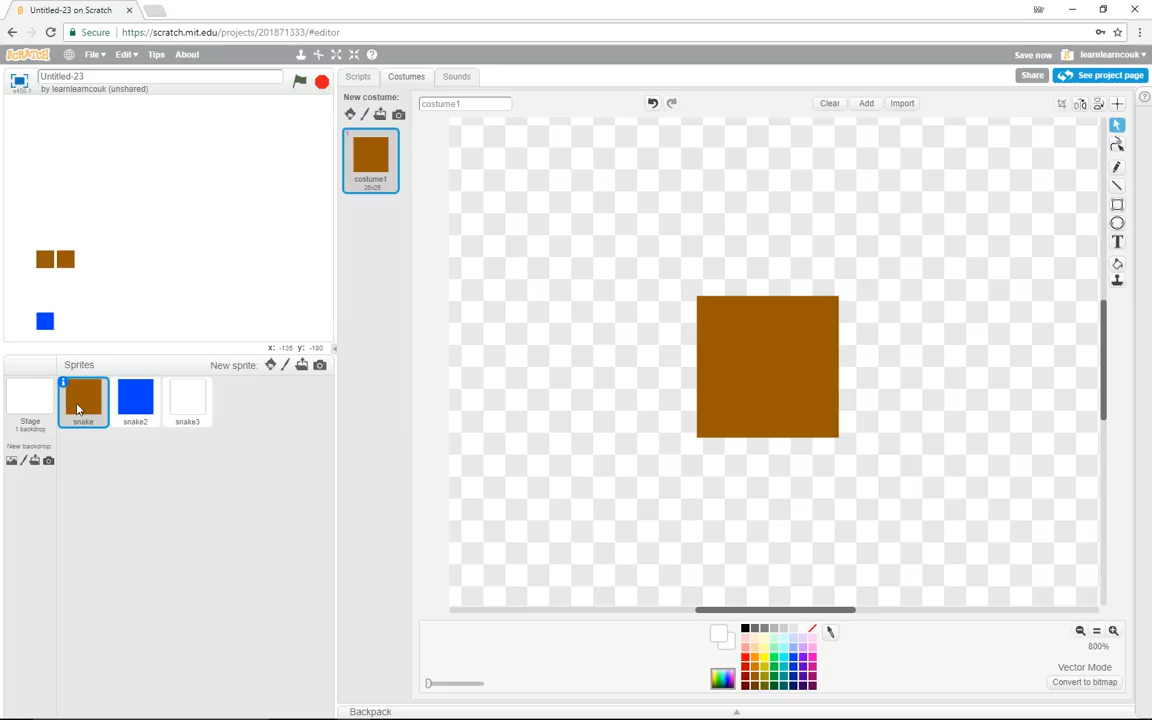 Untitled-23 on Scratch
Secure https://scratch.mit.edu/projects/201871333/#editor
SCRATCH File Edit Tips About Save now learnlearncouk
Untitled-23
by learnlearncouk (unshared)
Scripts Costumes Sounds
Share See project page
New costume:
costume1
Clear Add Import
1
costume1
28x28
x: -135 y: -180
Sprites New sprite:
Stage
1 backdrop
snake snake2 snake3
New backdrop:
T
800%
Vector Mode
Convert to bitmap
Backpack